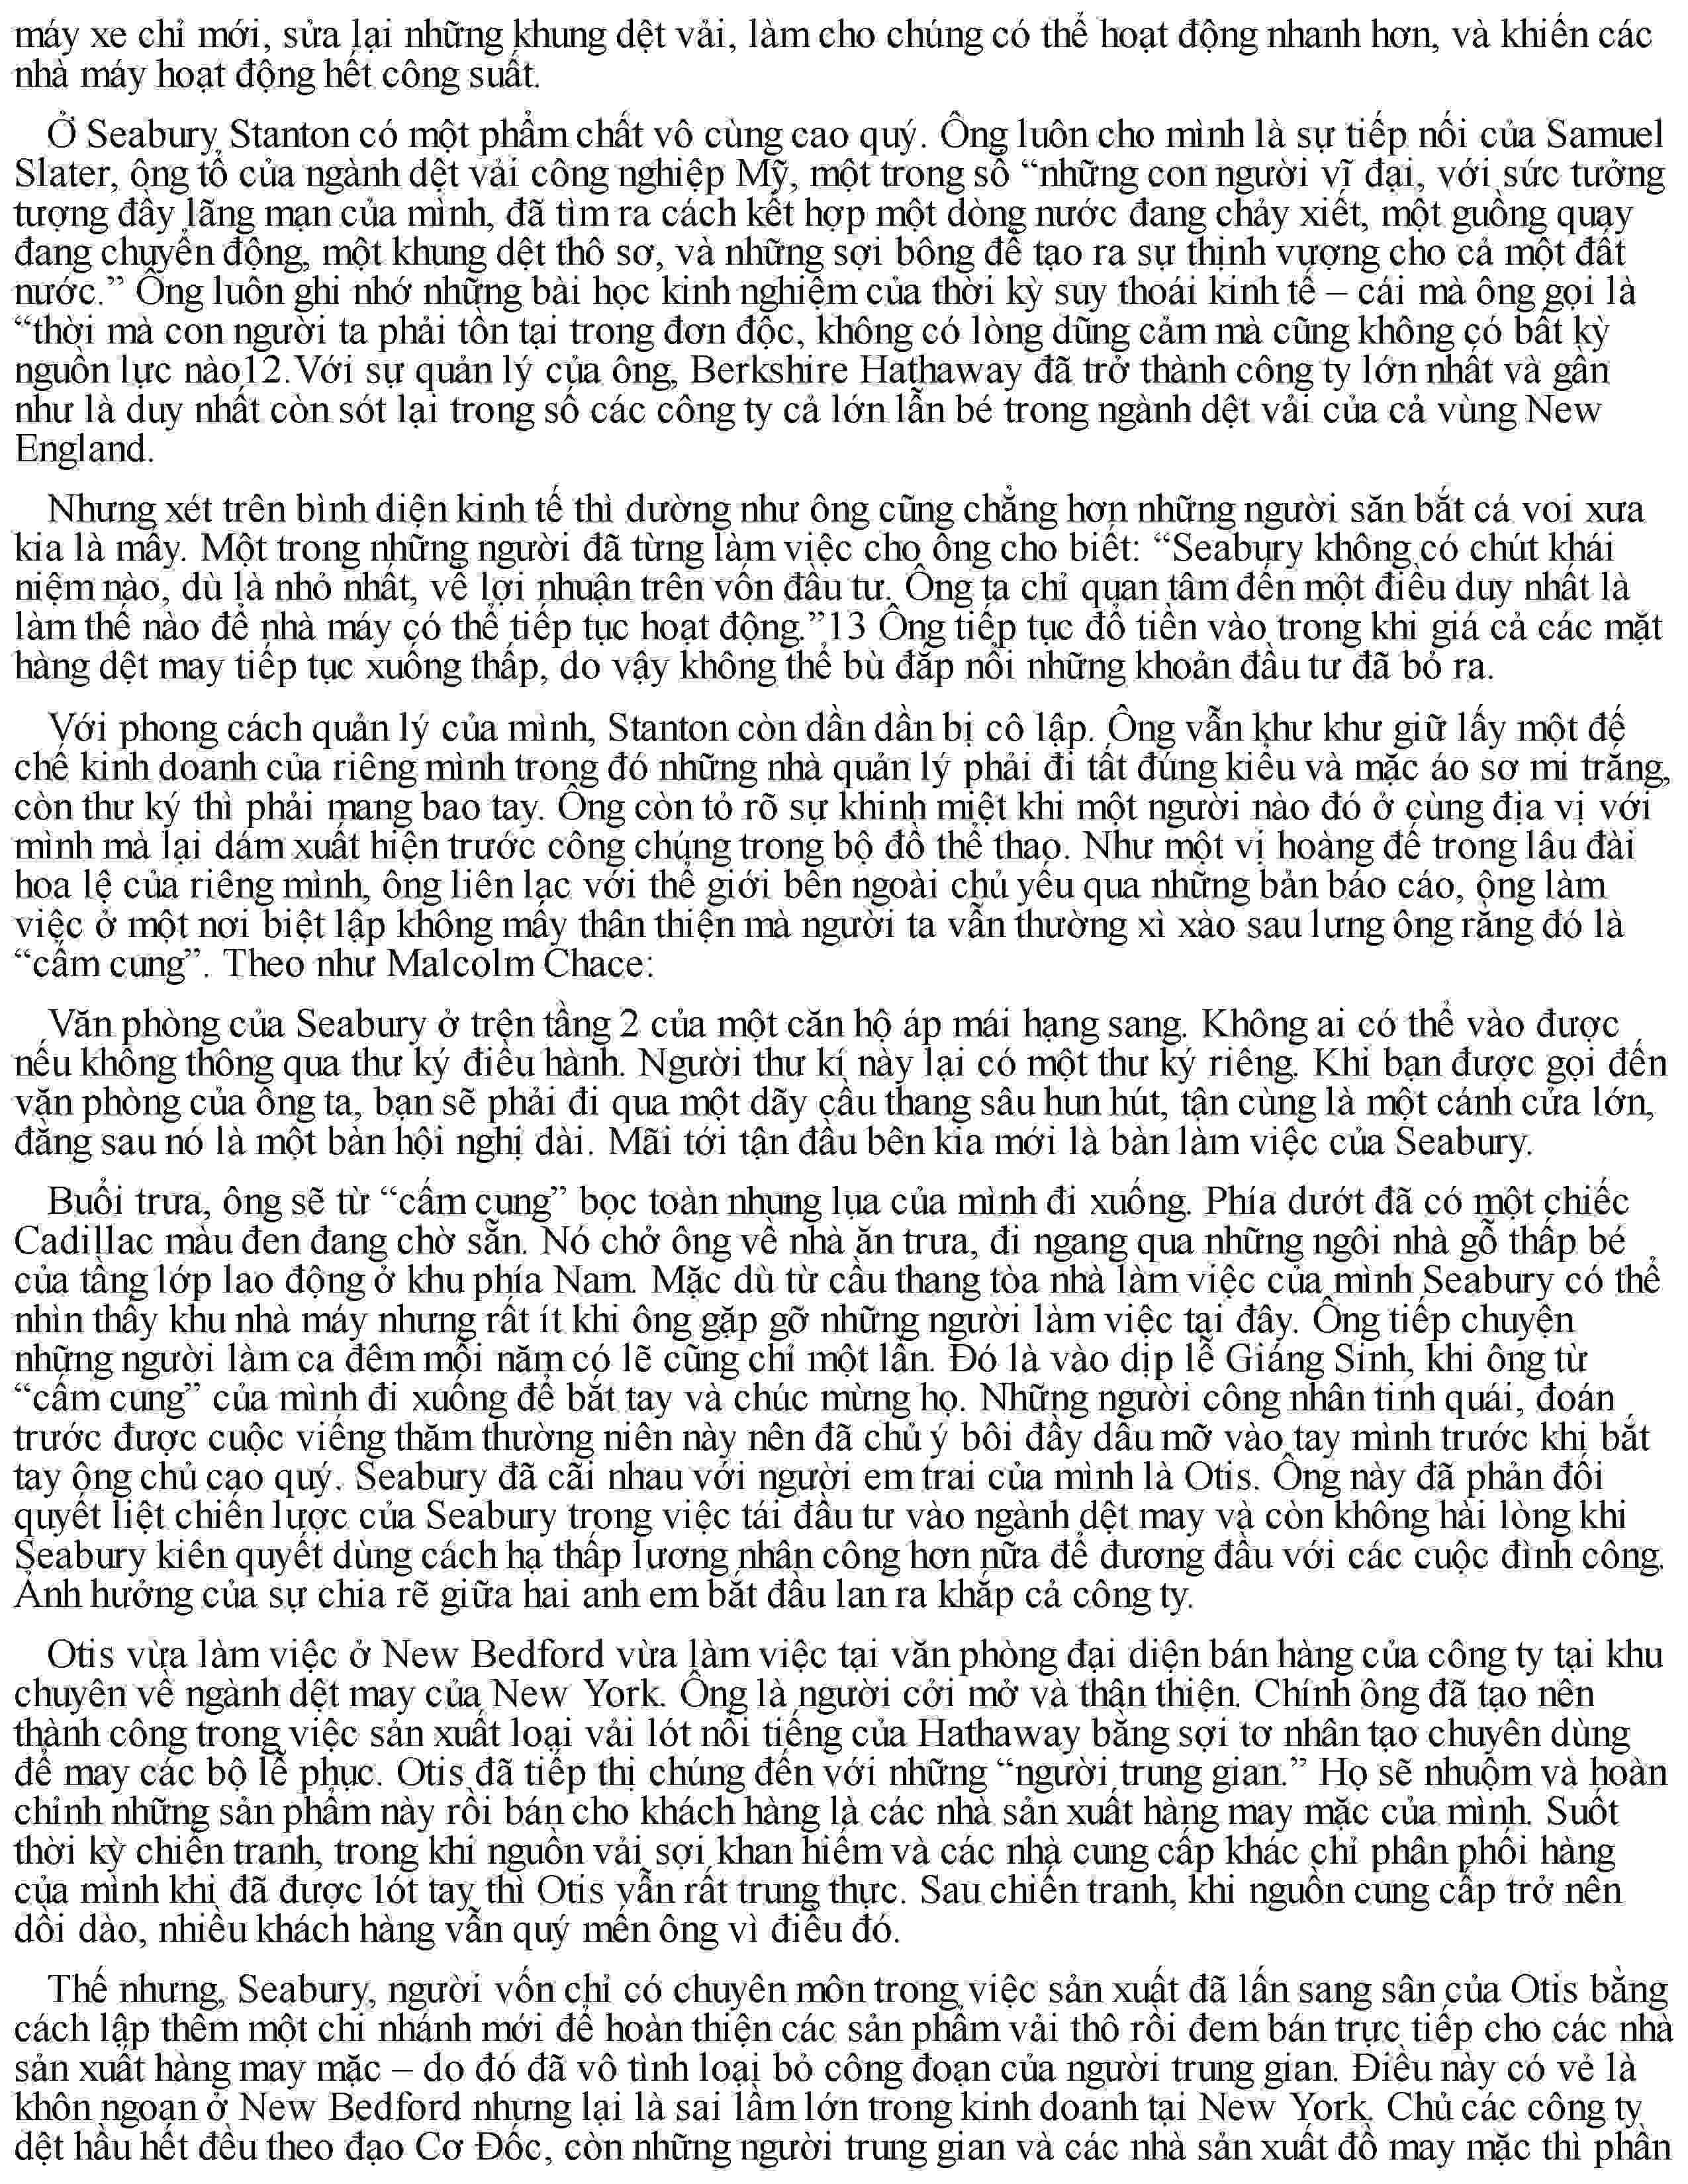 máy xe chỉ mới, sửa lại những khung dệt vải, làm cho chúng có thể hoạt động nhanh hơn, và khiến các
nhà máy hoạt động hết công suất.
Ở Seabury Stanton có một phẩm chất vô cùng cao quý. Ông luôn cho mình là sự tiếp nối của Samuel
Slater, ông tổ của ngành dệt vải công nghiệp Mỹ, một trong số “những con người vĩ đại, với sức tưởng
tượng đầy lãng mạn của mình, đã tìm ra cách kết hợp một dòng nước đang chảy xiết, một guồng quay
đang chuyển động, một khung dệt thô sơ, và những sợi bông để tạo ra sự thịnh vượng cho cả một đất
nước.” Ông luôn ghi nhớ những bài học kinh nghiệm của thời kỳ suy thoái kinh tế – cái mà ông gọi là
“thời mà con người ta phải tồn tại trong đơn độc, không có lòng dũng cảm mà cũng không có bất kỳ
nguồn lực nào12.Với sự quản lý của ông, Berkshire Hathaway đã trở thành công ty lớn nhất và gần
như là duy nhất còn sót lại trong số các công ty cả lớn lẫn bé trong ngành dệt vải của cả vùng New
England.
Nhưng xét trên bình diện kinh tế thì dường như ông cũng chẳng hơn những người săn bắt cá voi xưa
kia là mấy. Một trong những người đã từng làm việc cho ông cho biết: “Seabury không có chút khái
niệm nào, dù là nhỏ nhất, về lợi nhuận trên vốn đầu tư. Ông ta chỉ quan tâm đến một điều duy nhất là
làm thế nào để nhà máy có thể tiếp tục hoạt động.”13 Ông tiếp tục đổ tiền vào trong khi giá cả các mặt
hàng dệt may tiếp tục xuống thấp, do vậy không thể bù đắp nổi những khoản đầu tư đã bỏ ra.
Với phong cách quản lý của mình, Stanton còn dần dần bị cô lập. Ông vẫn khư khư giữ lấy một đế
chế kinh doanh của riêng mình trong đó những nhà quản lý phải đi tất đúng kiểu và mặc áo sơ mi trắng,
còn thư ký thì phải mang bao tay. Ông còn tỏ rõ sự khinh miệt khi một người nào đó ở cùng địa vị với
mình mà lại dám xuất hiện trước công chúng trong bộ đồ thể thao. Như một vị hoàng đế trong lâu đài
hoa lệ của riêng mình, ông liên lạc với thế giới bên ngoài chủ yếu qua những bản báo cáo, ông làm
việc ở một nơi biệt lập không mấy thân thiện mà người ta vẫn thường xì xào sau lưng ông rằng đó là
“cấm cung”. Theo như Malcolm Chace:
Văn phòng của Seabury ở trên tầng 2 của một căn hộ áp mái hạng sang. Không ai có thể vào được
nếu không thông qua thư ký điều hành. Người thư kí này lại có một thư ký riêng. Khi bạn được gọi đến
văn phòng của ông ta, bạn sẽ phải đi qua một dãy cầu thang sâu hun hút, tận cùng là một cánh cửa lớn,
đằng sau nó là một bàn hội nghị dài. Mãi tới tận đầu bên kia mới là bàn làm việc của Seabury.
Buổi trưa, ông sẽ từ “cấm cung” bọc toàn nhung lụa của mình đi xuống. Phía dướt đã có một chiếc
Cadillac màu đen đang chờ sẵn. Nó chở ông về nhà ăn trưa, đi ngang qua những ngôi nhà gỗ thấp bé
của tầng lớp lao động ở khu phía Nam. Mặc dù từ cầu thang tòa nhà làm việc của mình Seabury có thể
nhìn thấy khu nhà máy nhưng rất ít khi ông gặp gỡ những người làm việc tại đây. Ông tiếp chuyện
những người làm ca đêm mỗi năm có lẽ cũng chỉ một lần. Đó là vào dịp lễ Giáng Sinh, khi ông từ
“cấm cung” của mình đi xuống để bắt tay và chúc mừng họ. Những người công nhân tinh quái, đoán
trước được cuộc viếng thăm thường niên này nên đã chủ ý bôi đầy dầu mỡ vào tay mình trước khi bắt
tay ông chủ cao quý. Seabury đã cãi nhau với người em trai của mình là Otis. Ông này đã phản đối
quyết liệt chiến lược của Seabury trong việc tái đầu tư vào ngành dệt may và còn không hài lòng khi
Seabury kiên quyết dùng cách hạ thấp lương nhân công hơn nữa để đương đầu với các cuộc đình công.
Ảnh hưởng của sự chia rẽ giữa hai anh em bắt đầu lan ra khắp cả công ty.
Otis vừa làm việc ở New Bedford vừa làm việc tại văn phòng đại diện bán hàng của công ty tại khu
chuyên về ngành dệt may của New York. Ông là người cởi mở và thân thiện. Chính ông đã tạo nên
thành công trong việc sản xuất loại vải lót nổi tiếng của Hathaway bằng sợi tơ nhân tạo chuyên dùng
để may các bộ lễ phục. Otis đã tiếp thị chúng đến với những “người trung gian.” Họ sẽ nhuộm và hoàn
chỉnh những sản phẩm này rồi bán cho khách hàng là các nhà sản xuất hàng may mặc của mình. Suốt
thời kỳ chiến tranh, trong khi nguồn vải sợi khan hiếm và các nhà cung cấp khác chỉ phân phối hàng
của mình khi đã được lót tay thì Otis vẫn rất trung thực. Sau chiến tranh, khi nguồn cung cấp trở nên
dồi dào, nhiều khách hàng vẫn quý mến ông vì điều đó.
Thế nhưng, Seabury, người vốn chỉ có chuyên môn trong việc sản xuất đã lấn sang sân của Otis bằng
cách lập thêm một chi nhánh mới để hoàn thiện các sản phẩm vải thô rồi đem bán trực tiếp cho các nhà
sản xuất hàng may mặc – do đó đã vô tình loại bỏ công đoạn của người trung gian. Điều này có vẻ là
khôn ngoan ở New Bedford nhưng lại là sai lầm lớn trong kinh doanh tại New York. Chủ các công ty
dệt hầu hết đều theo đạo Cơ Đốc, còn những người trung gian và các nhà sản xuất đồ may mặc thì phần